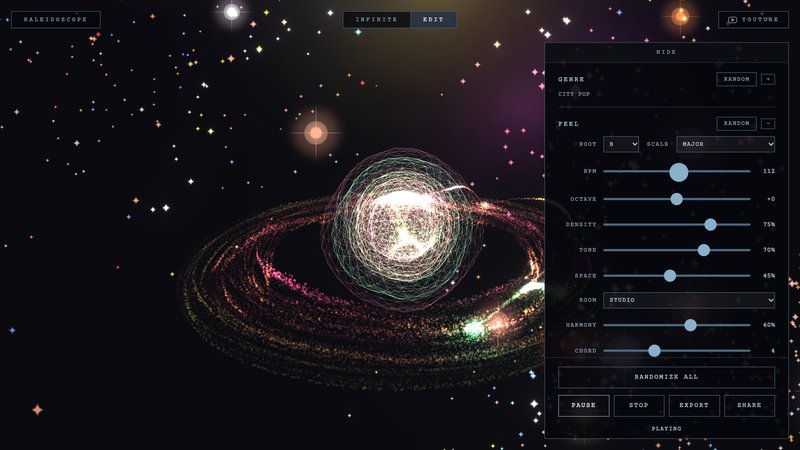 KALEIDOSCOPE
INFINITE EDIT
YOUTUBE
HIDE
GENRE RANDOM +
CITY POP
FEEL RANDOM −
ROOT B SCALE MAJOR
BPM 112
OCTAVE +0
DENSITY 75%
TONE 70%
SPACE 45%
ROOM STUDIO
HARMONY 60%
CHORD 4
RANDOMIZE ALL
PAUSE STOP EXPORT SHARE
PLAYING